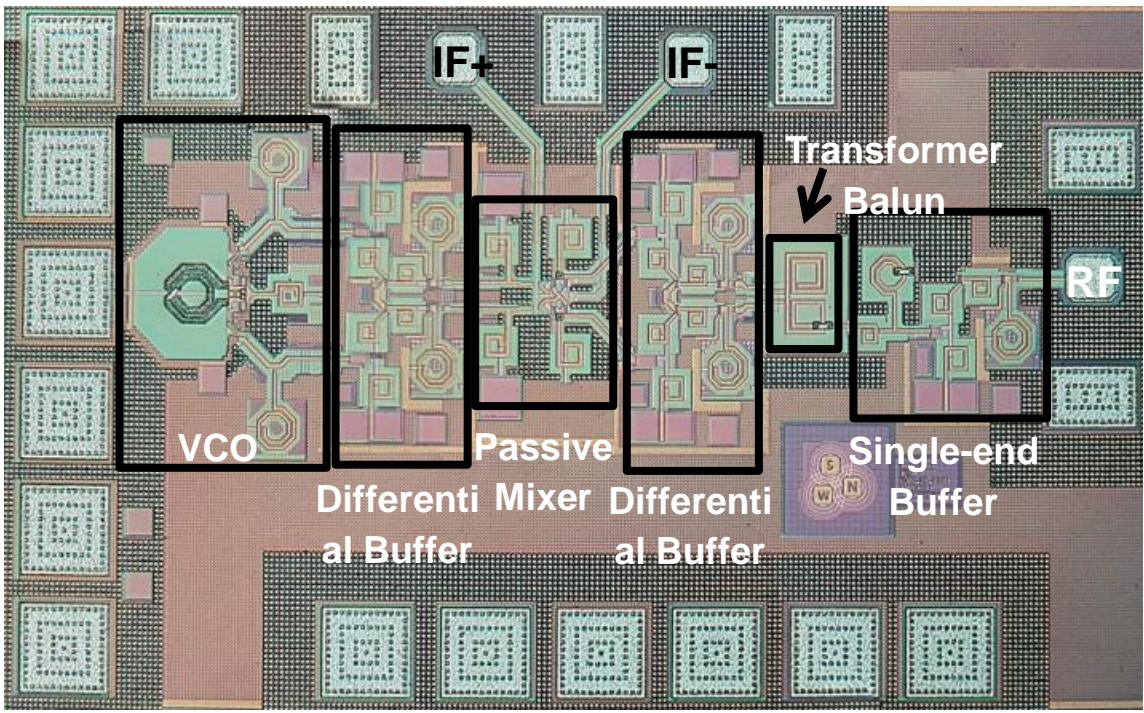 IF+
IF-
Transformer
Balun
RF
VCO
Differenti
al Buffer
Passive
Mixer
Differenti
al Buffer
S
W N
Single-end
Buffer